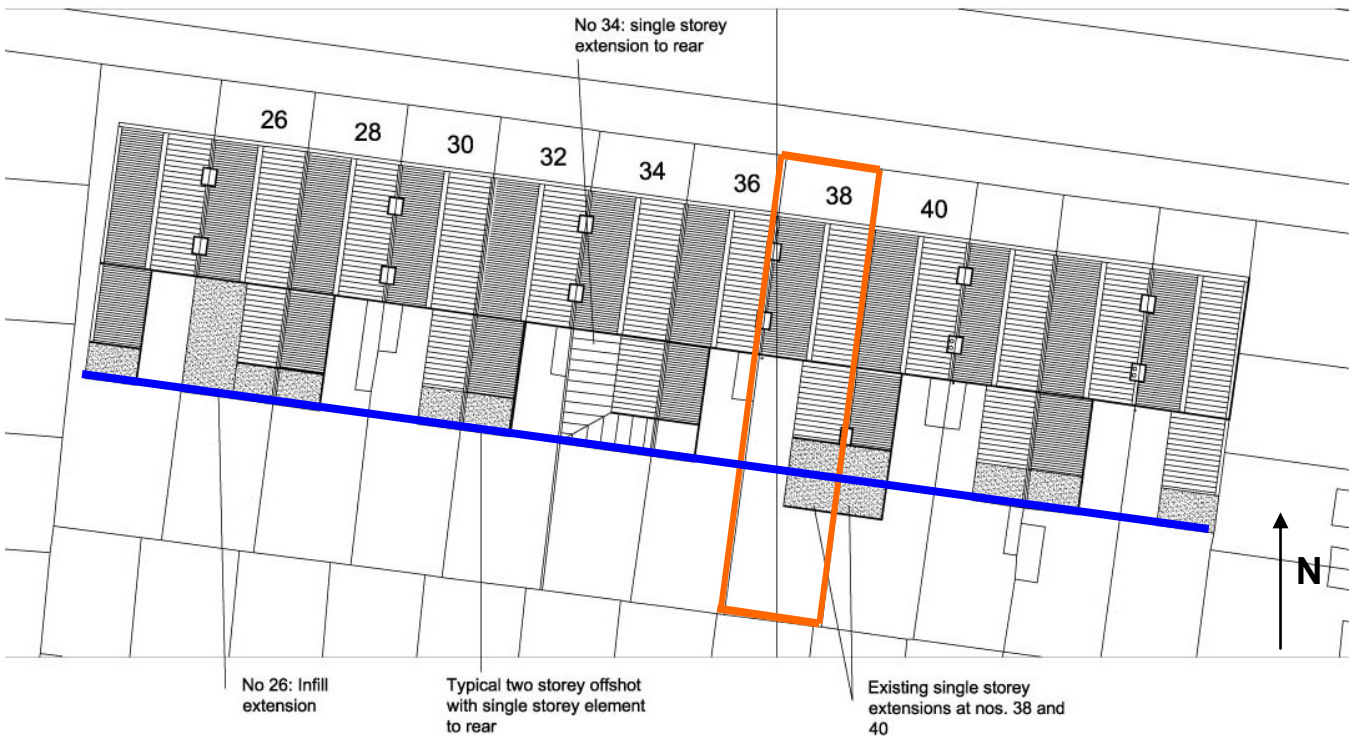 No 34: single storey
extension to rear
26
28
30
32
34
36
38
40
N
No 26: Infill
extension
Typical two storey offshot
with single storey element
to rear
Existing single storey
extensions at nos. 38 and
40